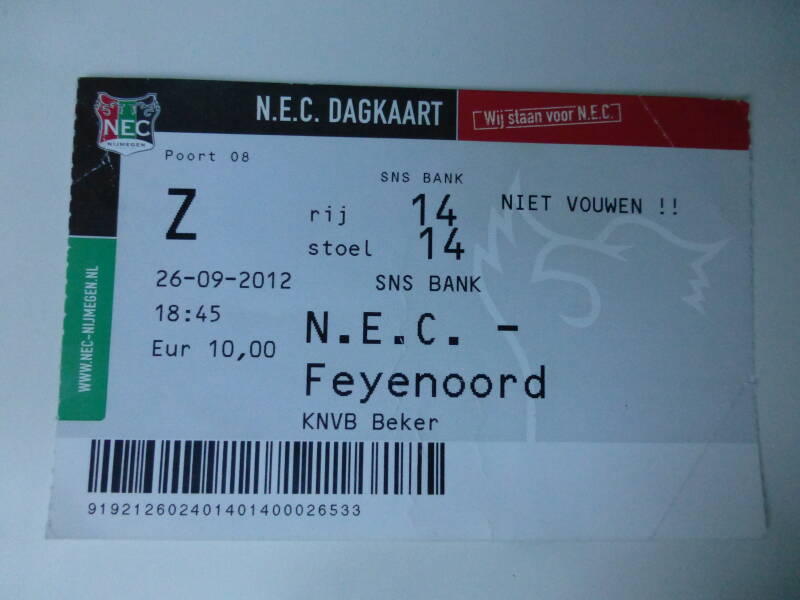 N.E.C. DAGKAART
Wij staan voor N.E.C.
NEC
NIJMEGEN
Poort 08
SNS BANK
Z
rij 14
NIET VOUWEN !!
stoel 14
26-09-2012
SNS BANK
18:45
N.E.C. -
Eur 10,00
Feyenoord
KNVB Beker
WWW.NEC-NIJMEGEN.NL
919212602401401400026533